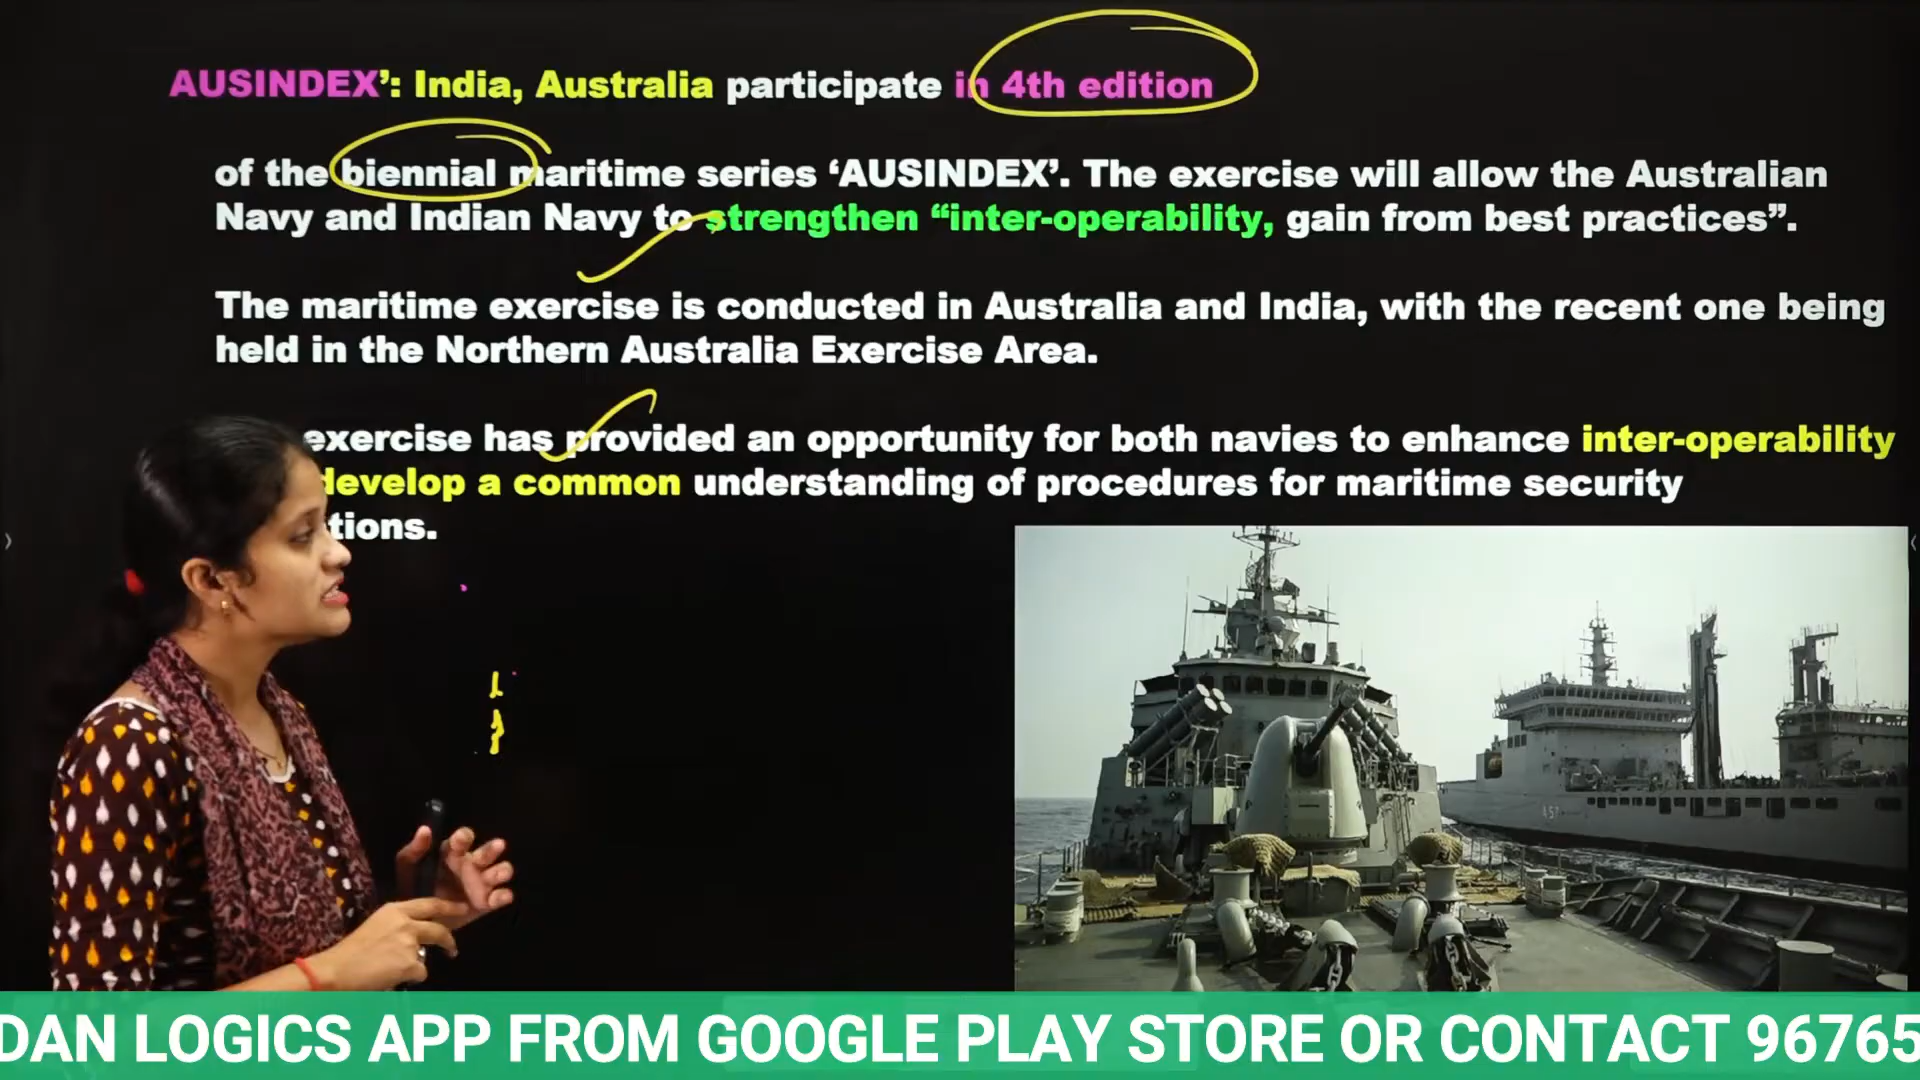 AUSINDEX’: India, Australia participate in 4th edition
of the biennial maritime series ‘AUSINDEX’. The exercise will allow the Australian
Navy and Indian Navy to strengthen “inter-operability, gain from best practices”.
The maritime exercise is conducted in Australia and India, with the recent one being
held in the Northern Australia Exercise Area.
exercise has provided an opportunity for both navies to enhance inter-operability
develop a common understanding of procedures for maritime security
tions.
DAN LOGICS APP FROM GOOGLE PLAY STORE OR CONTACT 96765